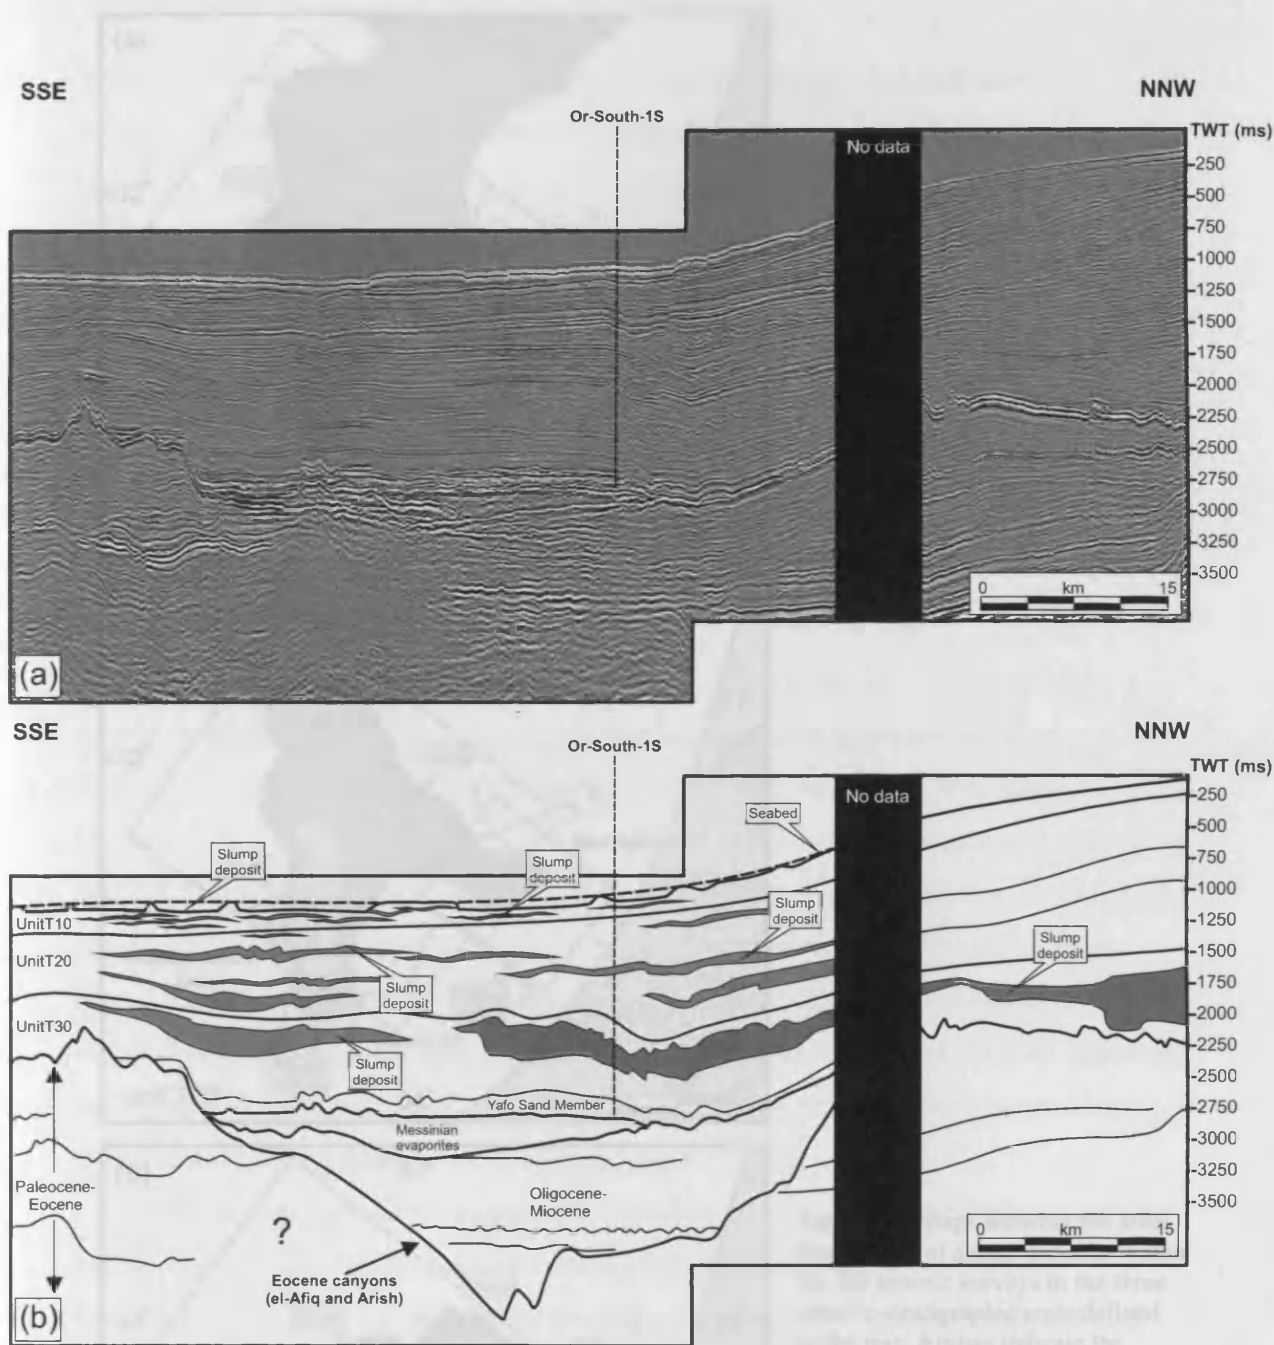 SSE
NNW
Or-South-1S
TWT (ms)
No data
250
500
750
1000
1250
1500
1750
2000
2250
2500
2750
3000
3250
3500
0 km 15
(a)
SSE
NNW
Or-South-1S
TWT (ms)
No data
Seabed
Slump
deposit
Slump
deposit
Slump
deposit
Slump
deposit
Slump
deposit
Slump
deposit
UnitT10
UnitT20
UnitT30
250
500
750
1000
1250
1500
1750
2000
2250
2500
2750
3000
3250
3500
Yafo Sand Member
Messinian
evaporites
Paleocene-
Eocene
Oligocene-
Miocene
?
Eocene canyons
(el-Afiq and Arish)
0 km 15
(b)